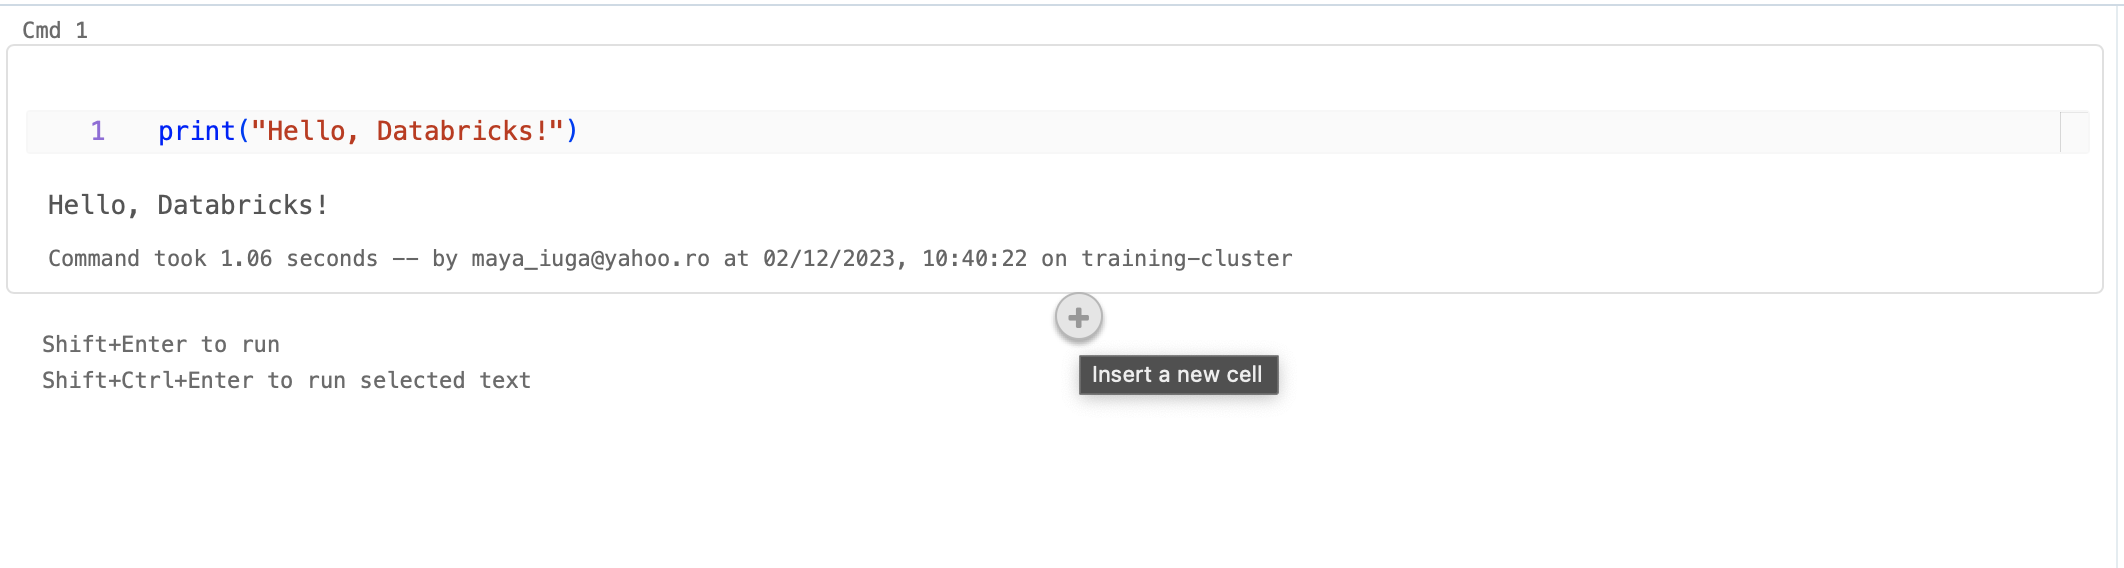 Cmd 1
1 print("Hello, Databricks!")
Hello, Databricks!
Command took 1.06 seconds -- by maya_iuga@yahoo.ro at 02/12/2023, 10:40:22 on training-cluster
Shift+Enter to run
Shift+Ctrl+Enter to run selected text
Insert a new cell